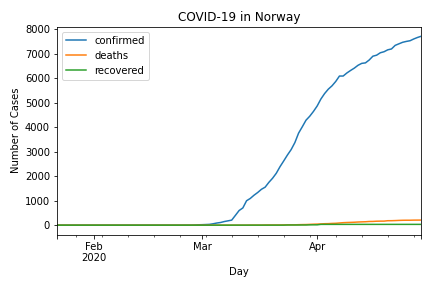 COVID-19 in Norway
8000
7000
6000
5000
4000
3000
2000
1000
0
Number of Cases
confirmed
deaths
recovered
Feb
2020
Mar
Apr
Day